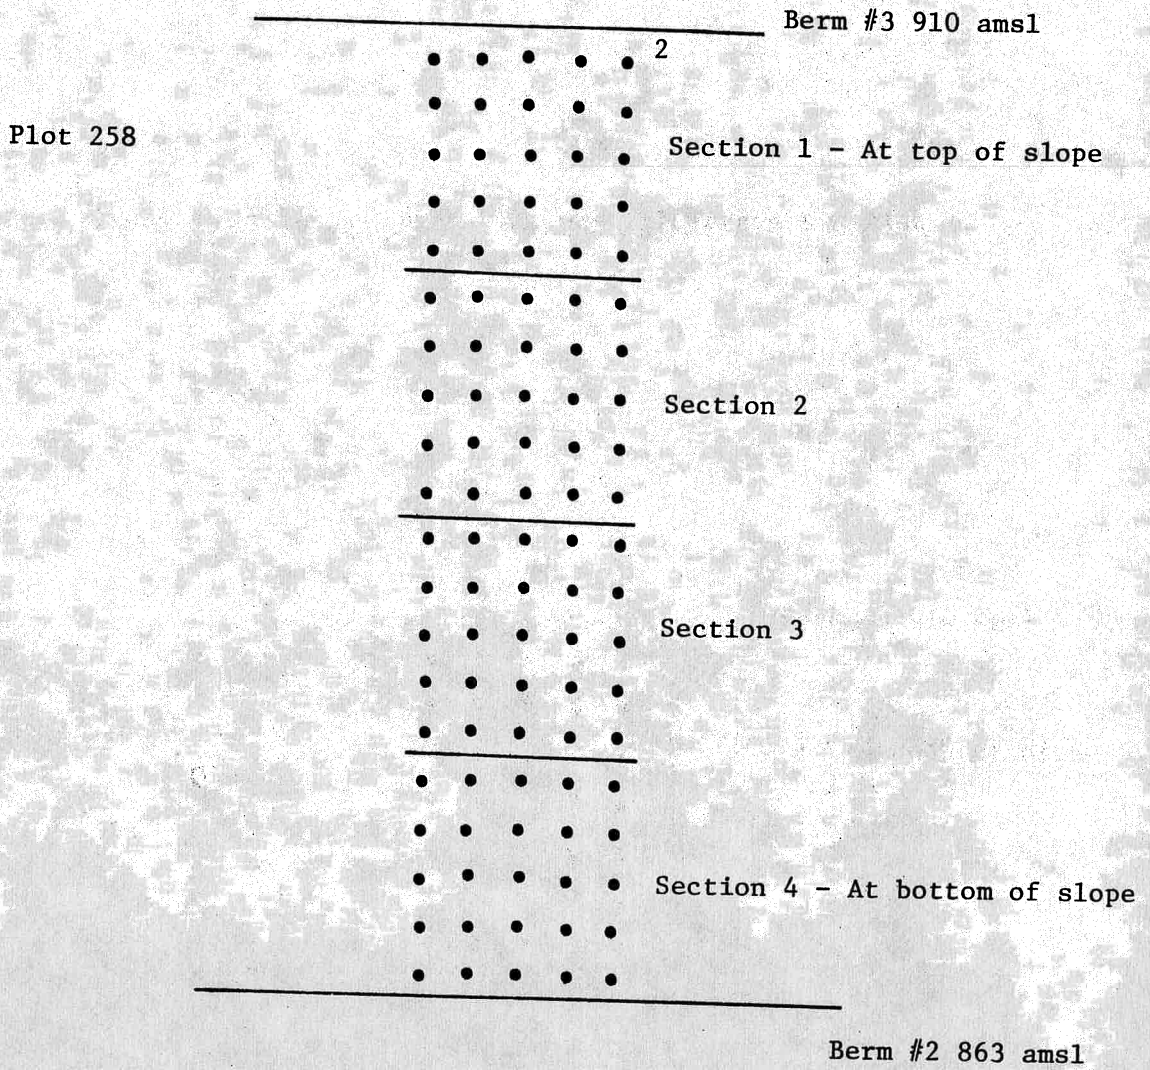 Berm #3 910 amsl
2
Plot 258
Section 1 - At top of slope
Section 2
Section 3
Section 4 - At bottom of slope
Berm #2 863 amsl